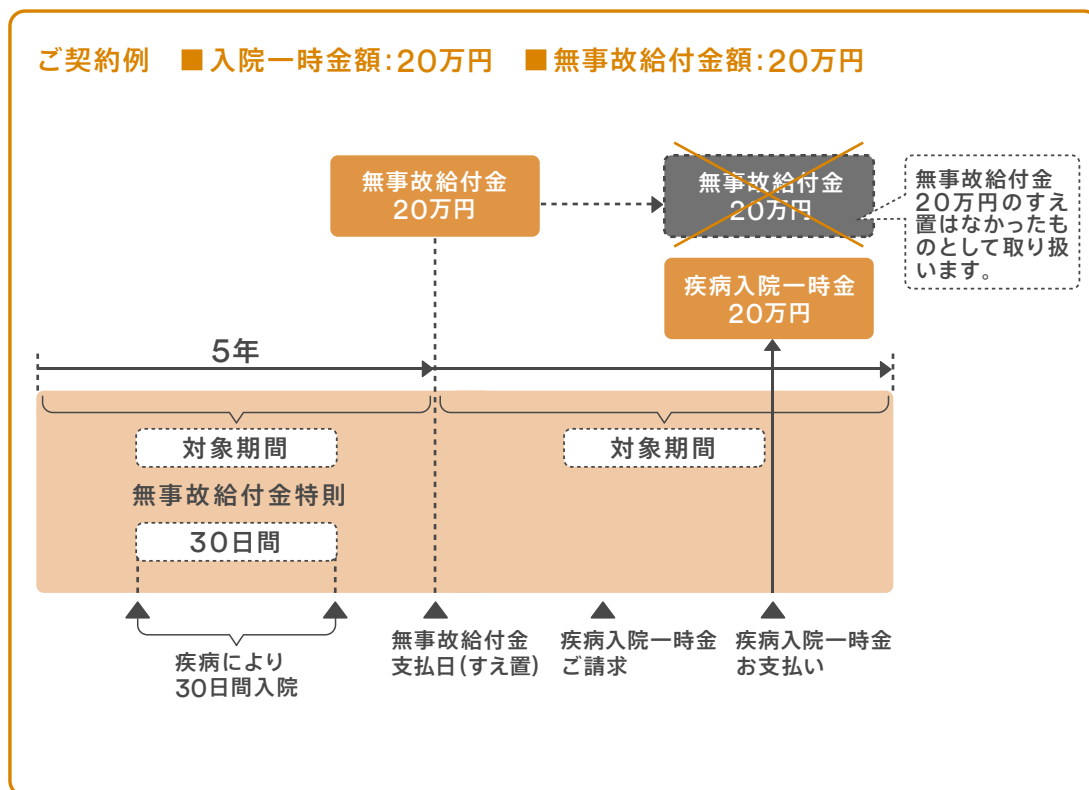 ご契約例 ■入院一時金額:20万円 ■無事故給付金額:20万円
無事故給付金
20万円
無事故給付金
20万円
無事故給付金
20万円のすえ
置はなかったも
のとして取り扱
います。
疾病入院一時金
20万円
5年
対象期間
対象期間
無事故給付金特則
30日間
疾病により
30日間入院
無事故給付金
支払日(すえ置)
疾病入院一時金
ご請求
疾病入院一時金
お支払い